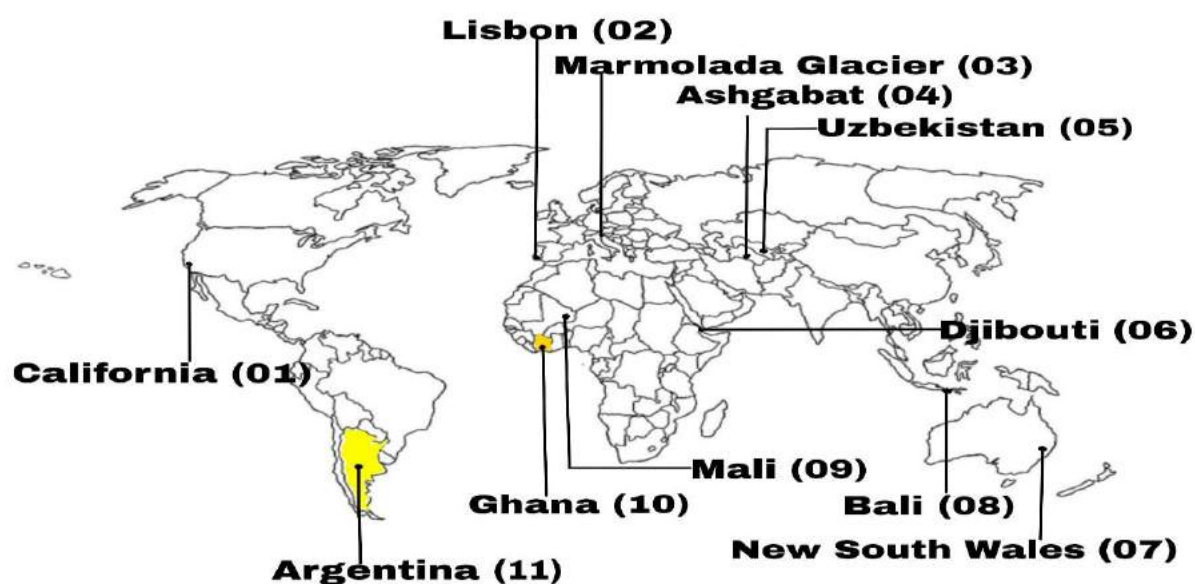 Lisbon (02)
Marmolada Glacier (03)
Ashgabat (04)
Uzbekistan (05)
Djibouti (06)
California (01)
Mali (09)
Ghana (10)
Bali (08)
New South Wales (07)
Argentina (11)